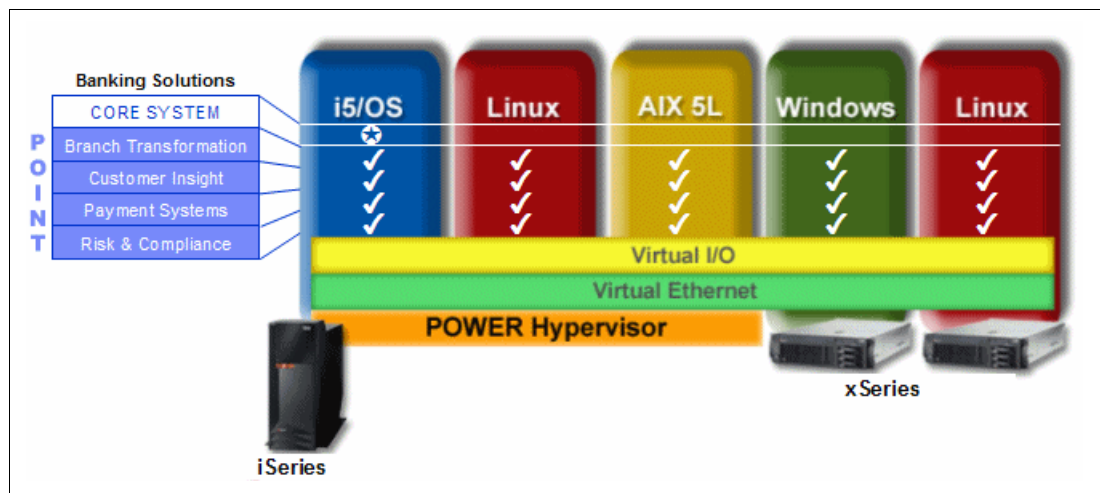 Banking Solutions
CORE SYSTEM
Branch Transformation
Customer Insight
Payment Systems
Risk & Compliance
POINT
i5/OS
Linux
AIX 5L
Windows
Linux
Virtual I/O
Virtual Ethernet
POWER Hypervisor
iSeries
xSeries